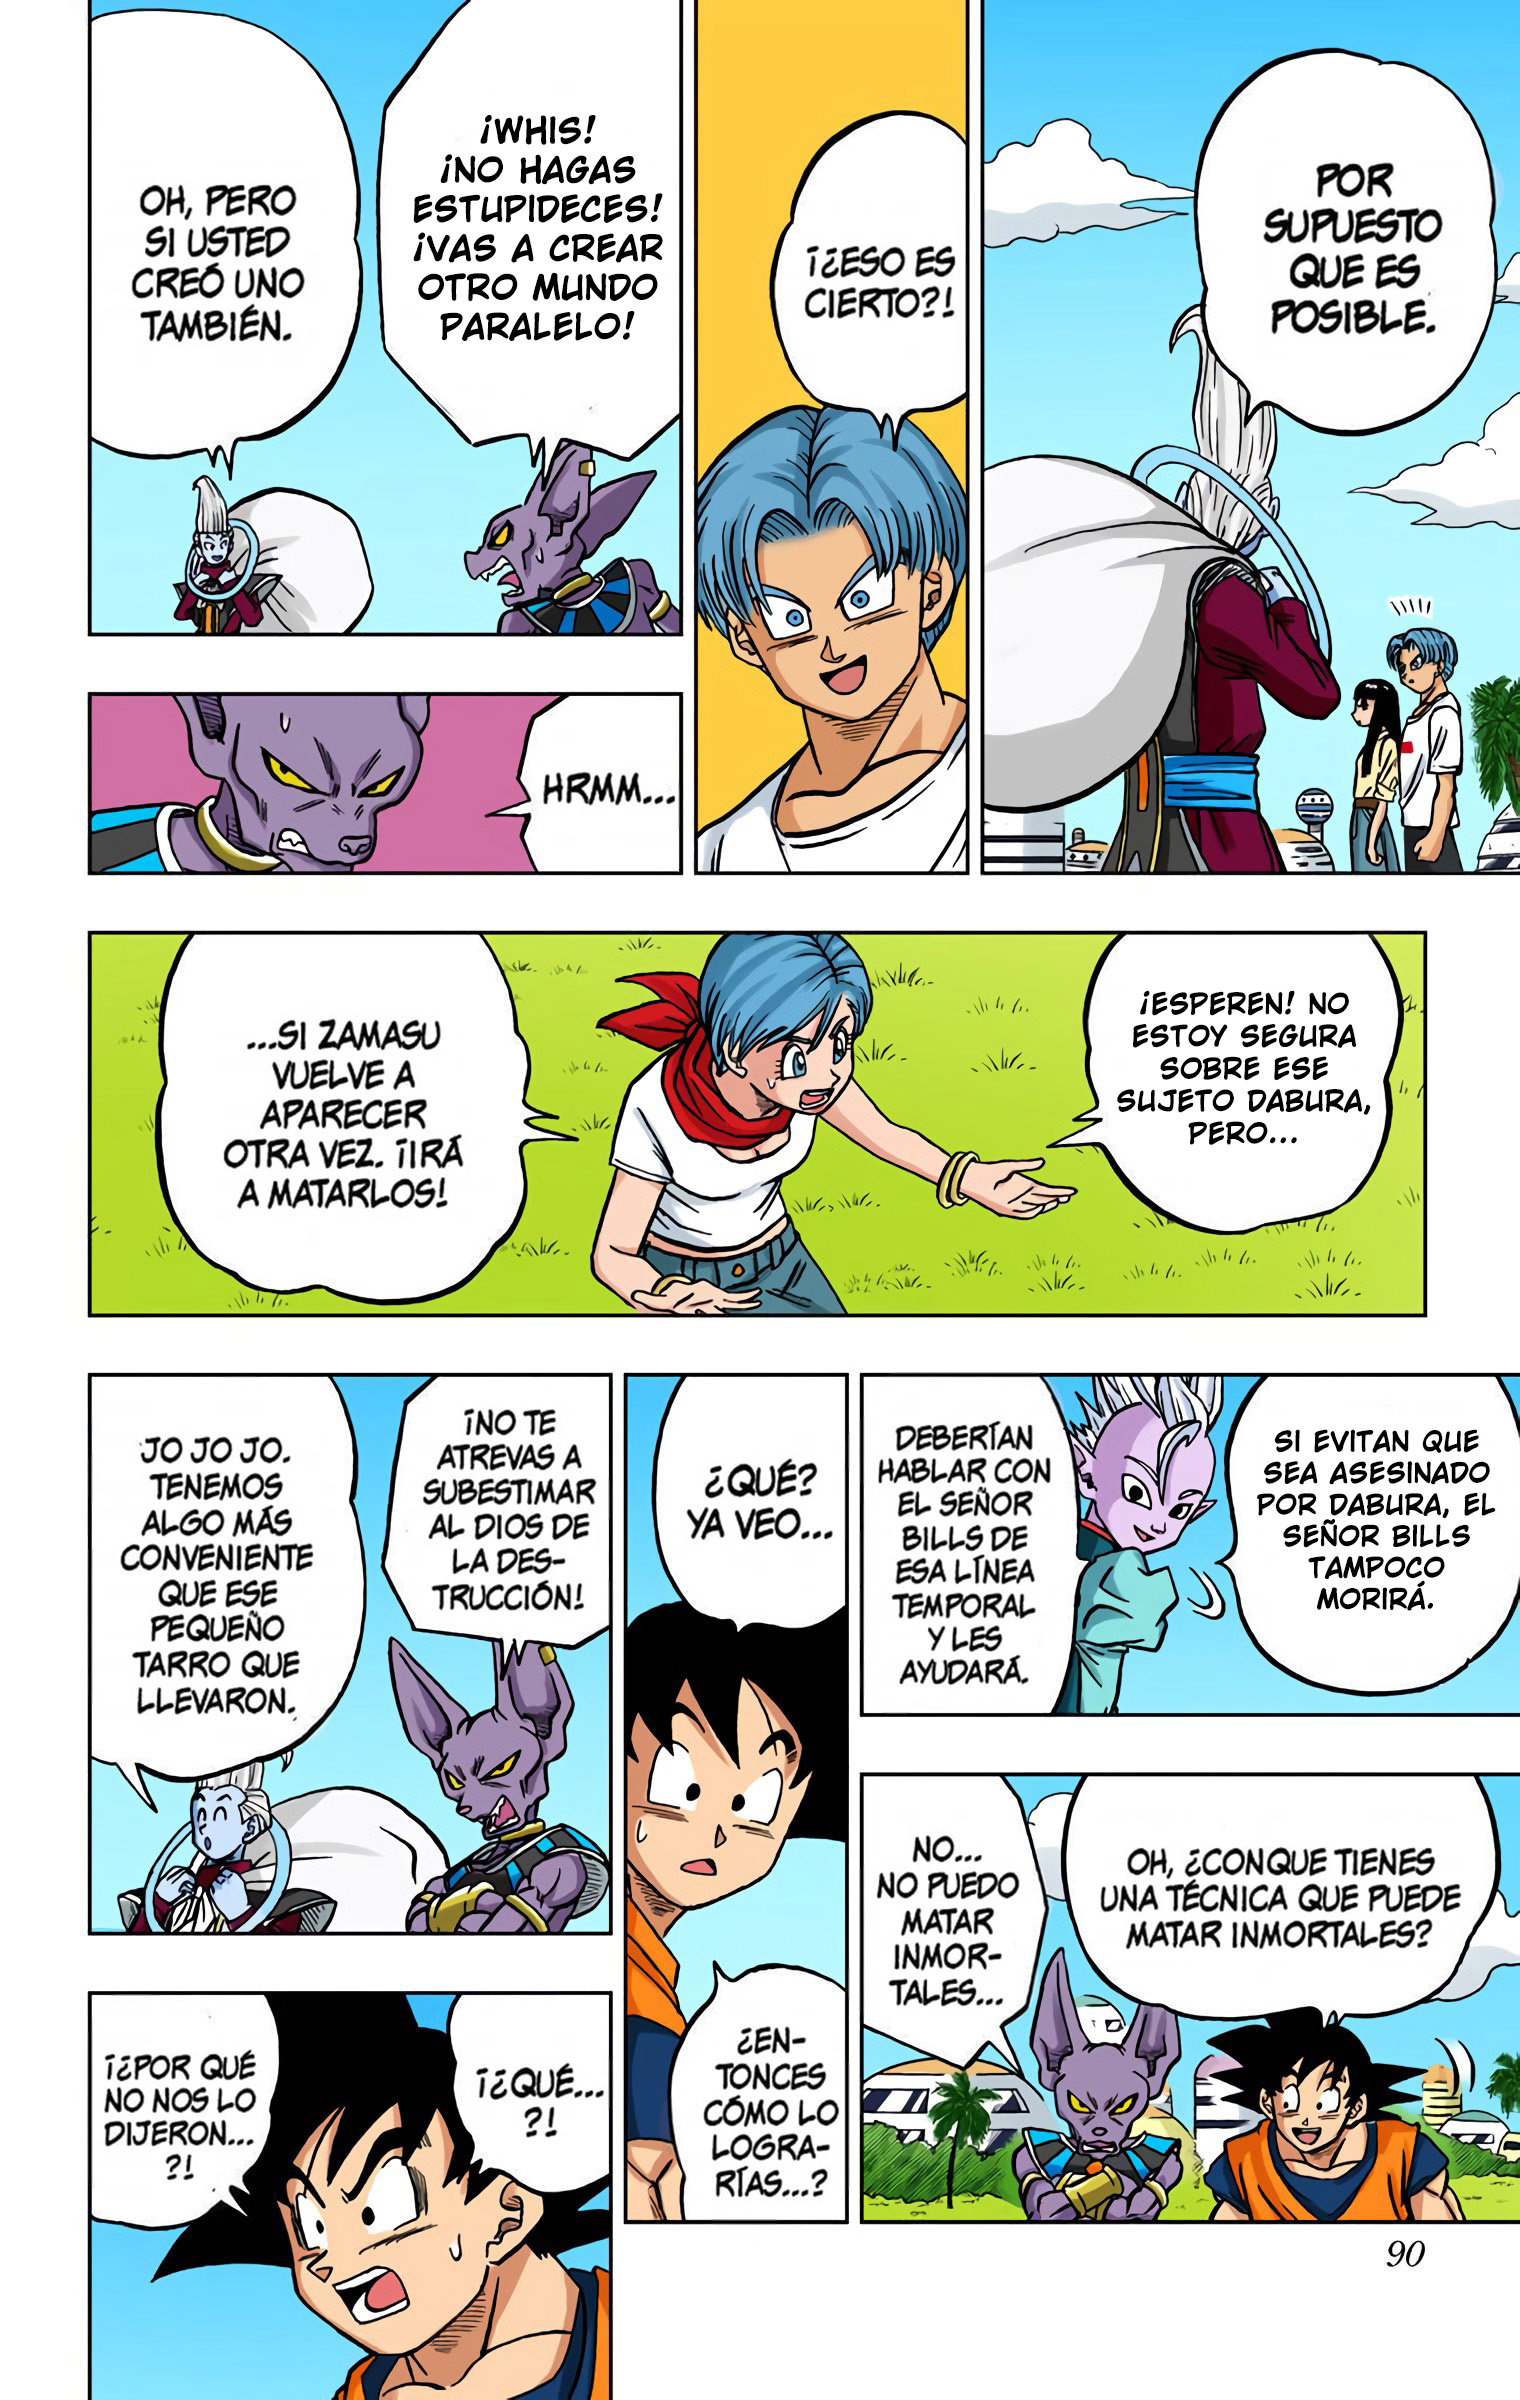 POR
SUPUESTO
QUE ES
POSIBLE.
¡¿ESO ES
CIERTO?!
¡WHIS!
¡NO HAGAS
ESTUPIDECES!
¡VAS A CREAR
OTRO MUNDO
PARALELO!
OH, PERO
SI USTED
CREÓ UNO
TAMBIÉN.
HRMM...
¡ESPEREN! NO
ESTOY SEGURA
SOBRE ESE
SUJETO DABURA,
PERO...
...SI ZAMASU
VUELVE A
APARECER
OTRA VEZ. ¡IRÁ
A MATARLOS!
SI EVITAN QUE
SEA ASESINADO
POR DABURA, EL
SEÑOR BILLS
TAMPOCO
MORIRÁ.
DEBERÍAN
HABLAR CON
EL SEÑOR
BILLS DE
ESA LÍNEA
TEMPORAL
Y LES
AYUDARÁ.
OH, ¿CONQUE TIENES
UNA TÉCNICA QUE PUEDE
MATAR INMORTALES?
NO...
NO PUEDO
MATAR
INMOR-
TALES...
¿QUÉ?
YA VEO...
¿EN-
TONCES
CÓMO LO
LOGRA-
RÍAS...?
¡NO TE
ATREVAS A
SUBESTIMAR
AL DIOS DE
LA DES-
TRUCCIÓN!
JO JO JO.
TENEMOS
ALGO MÁS
CONVENIENTE
QUE ESE
PEQUEÑO
TARRO QUE
LLEVARON.
¡¿QUÉ...
?!
¡¿POR QUÉ
NO NOS LO
DIJERON...
?!
90